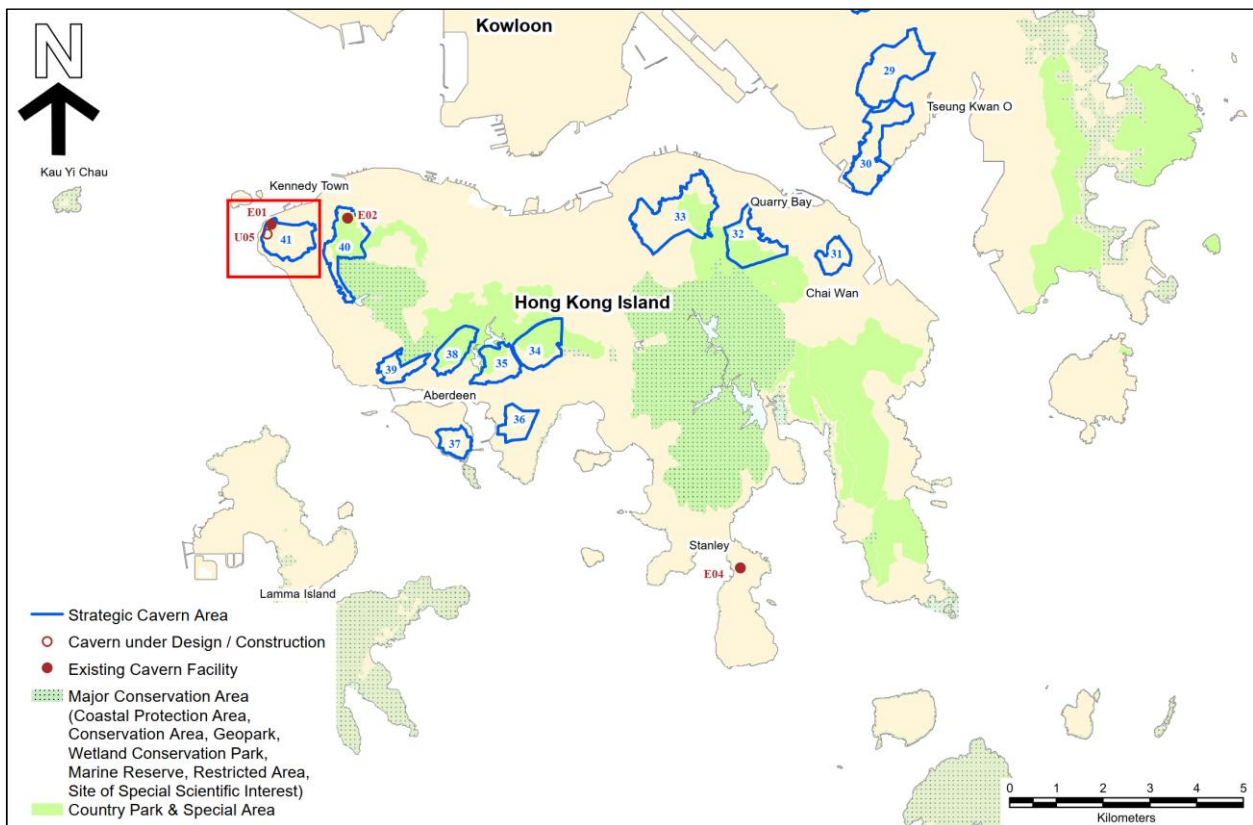 N
Kowloon
29
Tseung Kwan O
30
Kau Yi Chau
Kennedy Town
E01
E02
U05
41
40
33
Quarry Bay
32
31
Chai Wan
Hong Kong Island
38
34
35
39
Aberdeen
36
37
Stanley
E04
Lamma Island
Strategic Cavern Area
Cavern under Design / Construction
Existing Cavern Facility
Major Conservation Area
(Coastal Protection Area,
Conservation Area, Geopark,
Wetland Conservation Park,
Marine Reserve, Restricted Area,
Site of Special Scientific Interest)
Country Park & Special Area
0 1 2 3 4 5
Kilometers